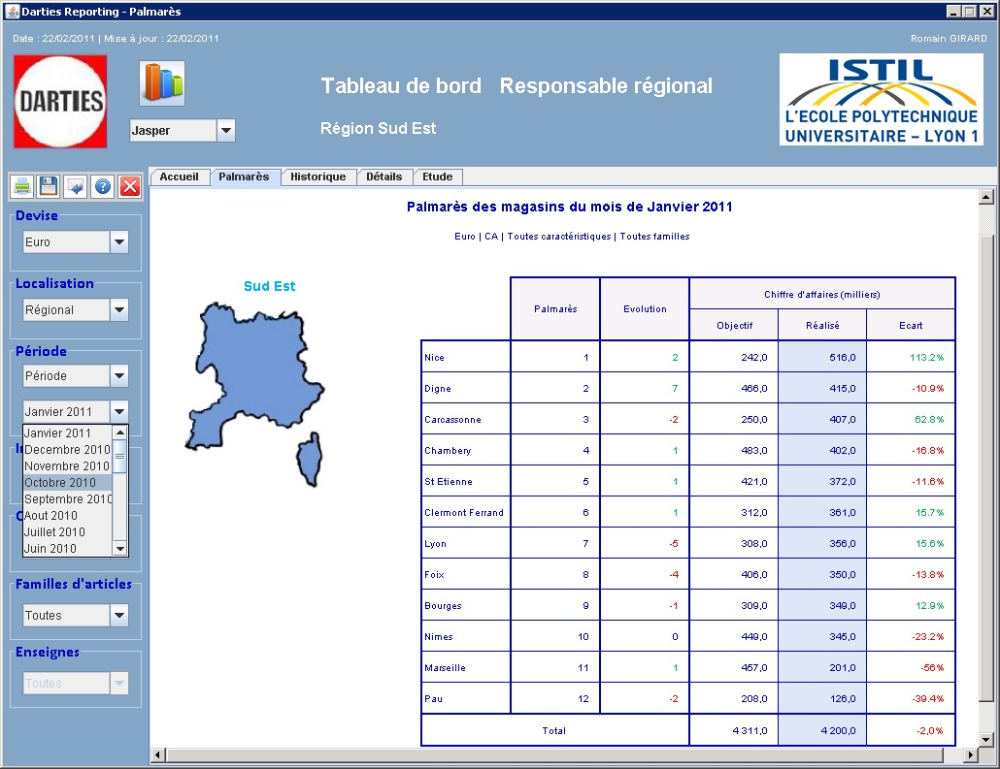 Darties Reporting - Palmarès
Date : 22/02/2011 | Mise à jour : 22/02/2011
Romain GIRARD
DARTIES
Jasper
Tableau de bord Responsable régional
Région Sud Est
ISTIL
L'ECOLE POLYTECHNIQUE
UNIVERSITAIRE – LYON 1
Accueil Palmarès Historique Détails Etude
Devise
Euro
Localisation
Régional
Période
Période
Janvier 2011
Janvier 2011
Decembre 2010
Novembre 2010
Octobre 2010
Septembre 2010
Aout 2010
Juillet 2010
Juin 2010
Familles d'articles
Toutes
Enseignes
Toutes
Palmarès des magasins du mois de Janvier 2011
Euro | CA | Toutes caractéristiques | Toutes familles
Sud Est
Palmarès Evolution Chiffre d'affaires (milliers)
Objectif Réalisé Ecart
Nice 1 2 242,0 516,0 113.2%
Digne 2 7 466,0 415,0 -10.9%
Carcassonne 3 -2 250,0 407,0 62.8%
Chambery 4 1 483,0 402,0 -16.8%
St Etienne 5 1 421,0 372,0 -11.6%
Clermont Ferrand 6 1 312,0 361,0 15.7%
Lyon 7 -5 308,0 356,0 15.6%
Foix 8 -4 406,0 350,0 -13.8%
Bourges 9 -1 309,0 349,0 12.9%
Nimes 10 0 449,0 345,0 -23.2%
Marseille 11 1 457,0 201,0 -56%
Pau 12 -2 208,0 126,0 -39.4%
Total 4 311,0 4 200,0 -2,0%